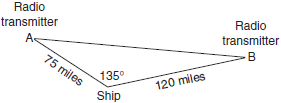 Radio
transmitter
A
Radio
transmitter
B
75 miles
135°
120 miles
Ship